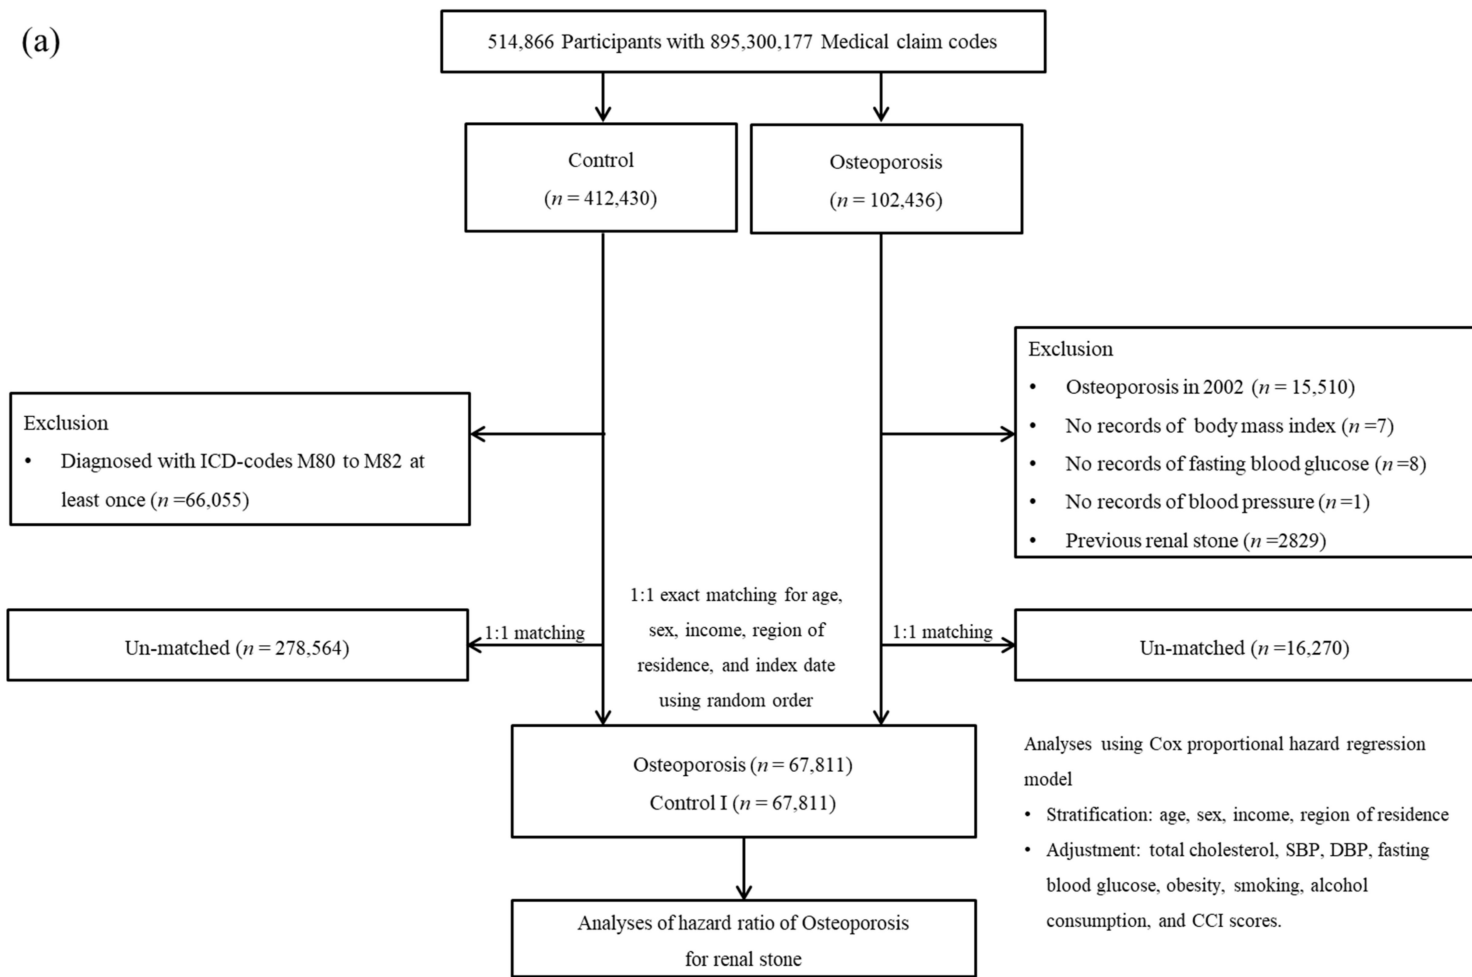 (a)
514,866 Participants with 895,300,177 Medical claim codes
Control
(n = 412,430)
Osteoporosis
(n = 102,436)
Exclusion
• Diagnosed with ICD-codes M80 to M82 at
least once (n =66,055)
Exclusion
• Osteoporosis in 2002 (n = 15,510)
• No records of body mass index (n =7)
• No records of fasting blood glucose (n =8)
• No records of blood pressure (n =1)
• Previous renal stone (n =2829)
Un-matched (n = 278,564)
1:1 matching
1:1 exact matching for age,
sex, income, region of
residence, and index date
using random order
1:1 matching
Un-matched (n =16,270)
Osteoporosis (n = 67,811)
Control I (n = 67,811)
Analyses using Cox proportional hazard regression
model
• Stratification: age, sex, income, region of residence
• Adjustment: total cholesterol, SBP, DBP, fasting
blood glucose, obesity, smoking, alcohol
consumption, and CCI scores.
Analyses of hazard ratio of Osteoporosis
for renal stone